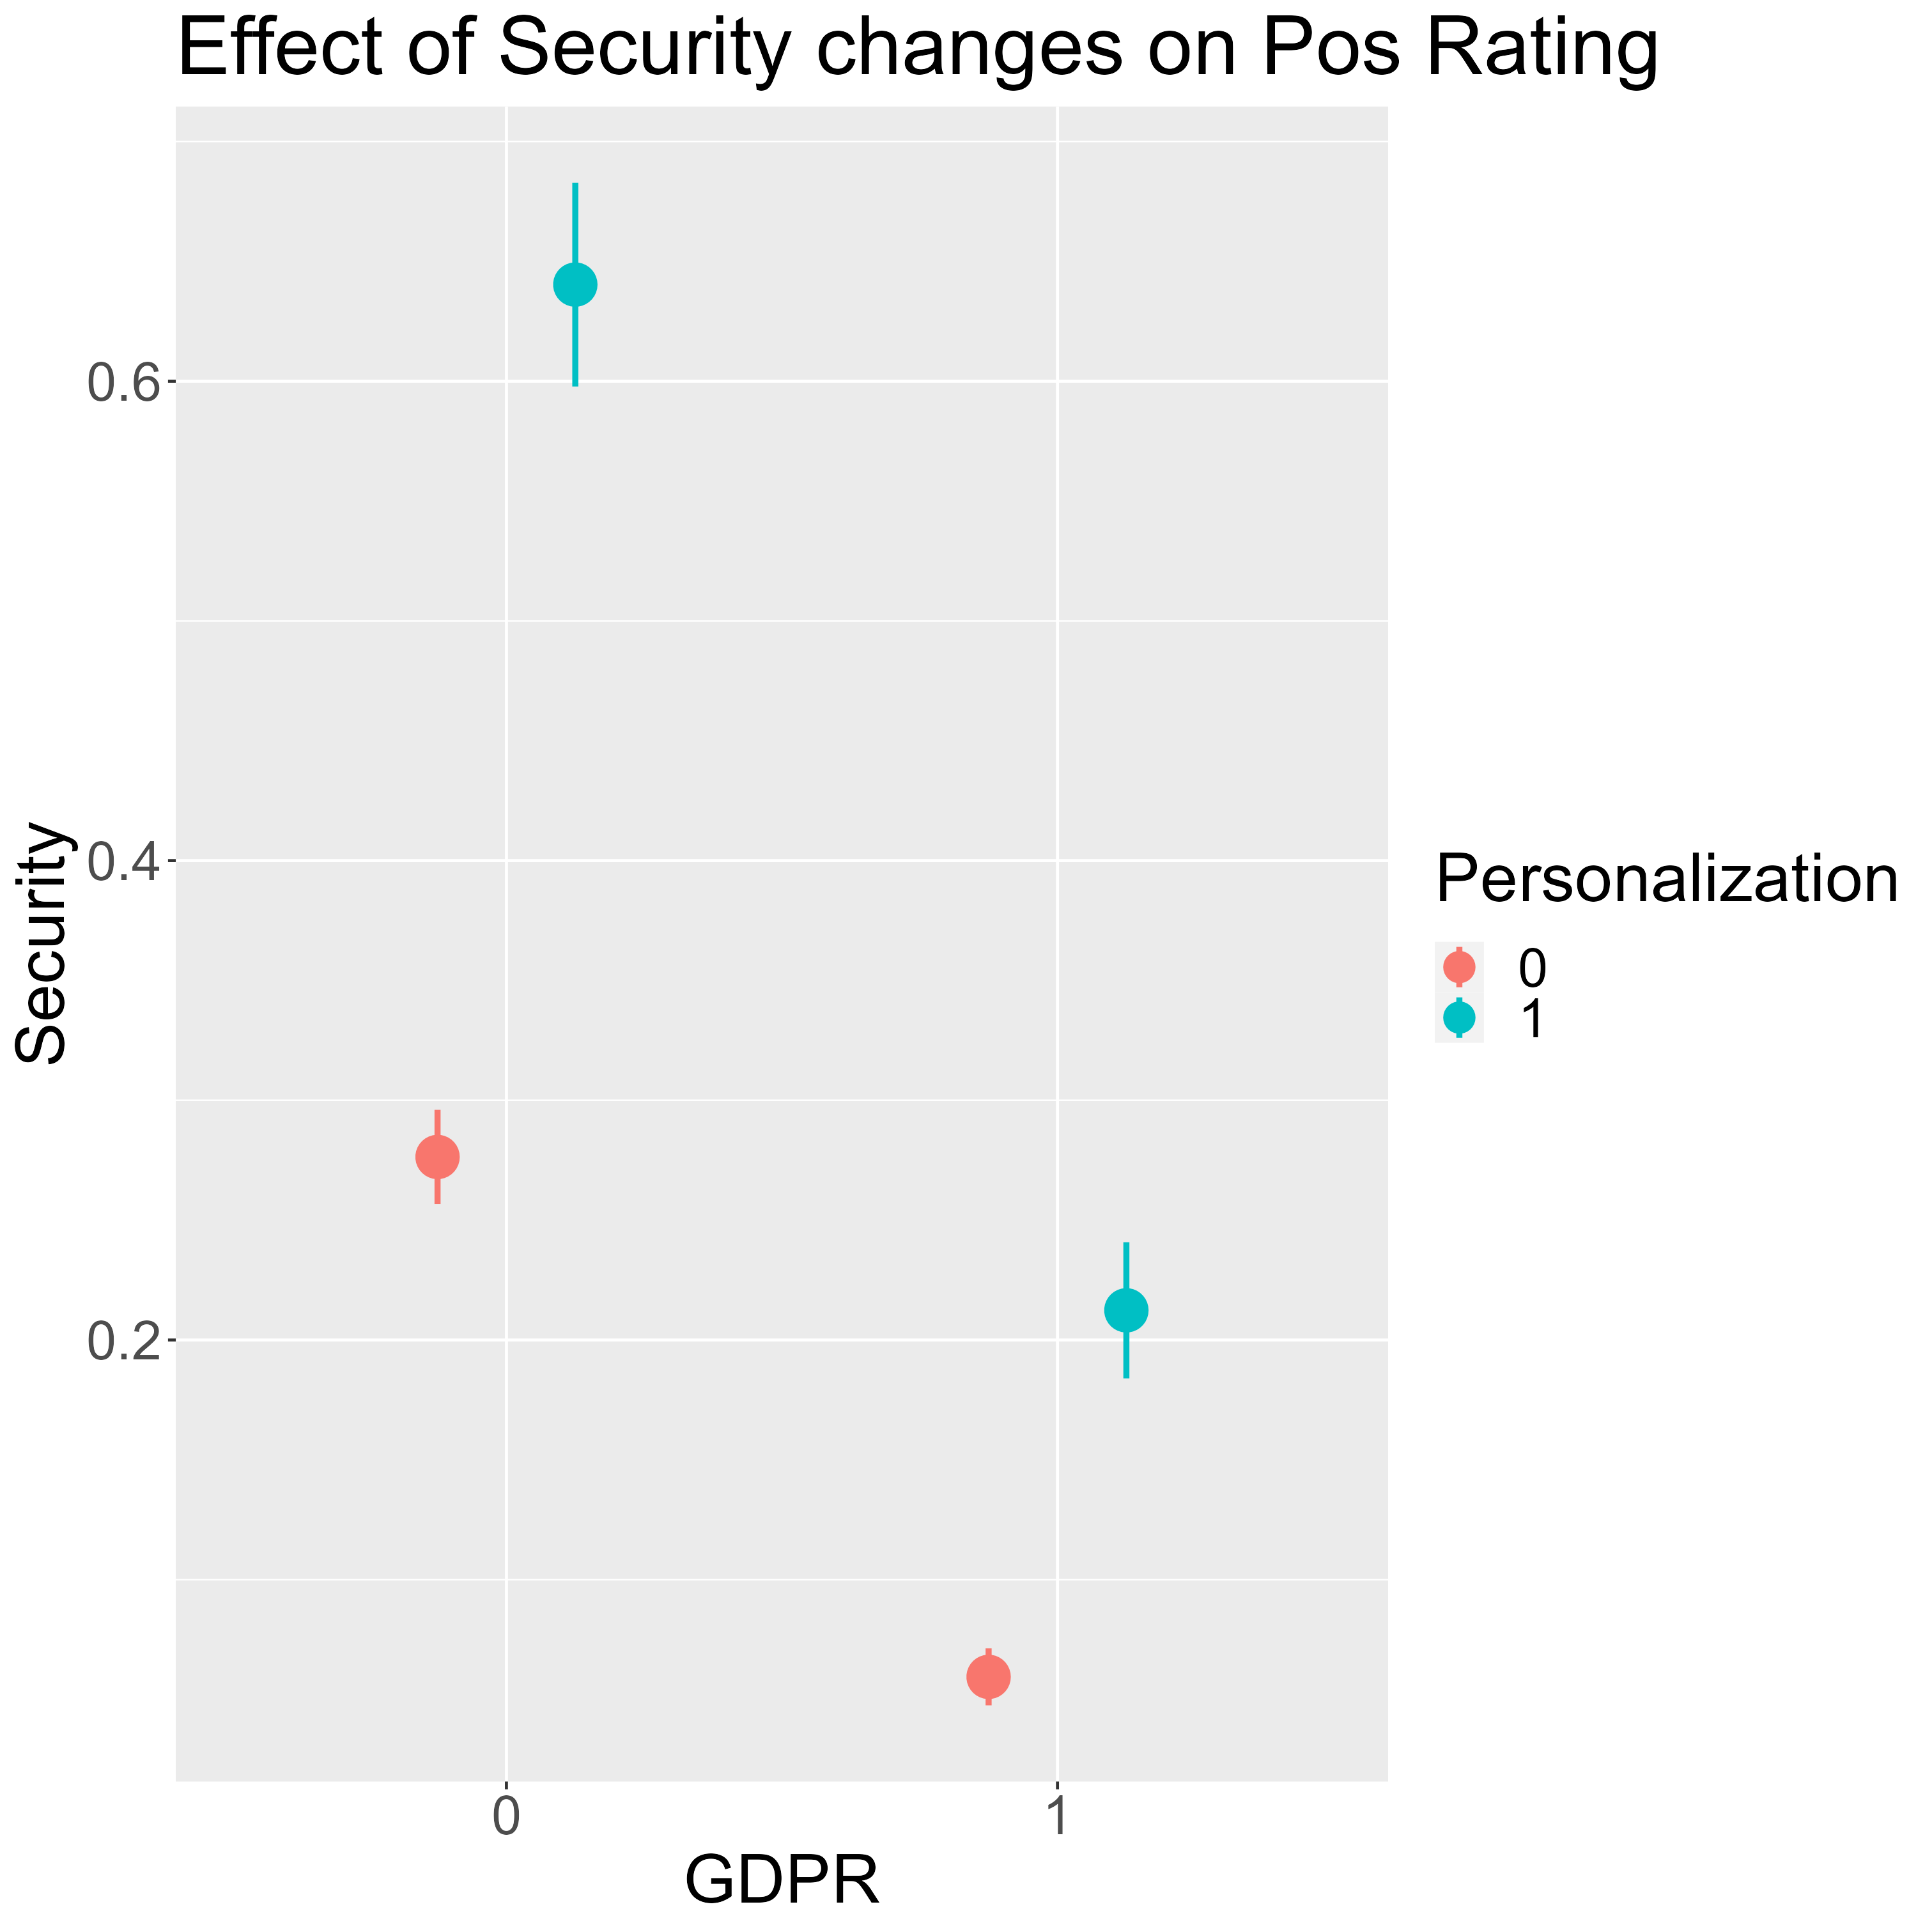 Effect of Security changes on Pos Rating
0.6
0.4
0.2
Security
0
1
GDPR
Personalization
0
1